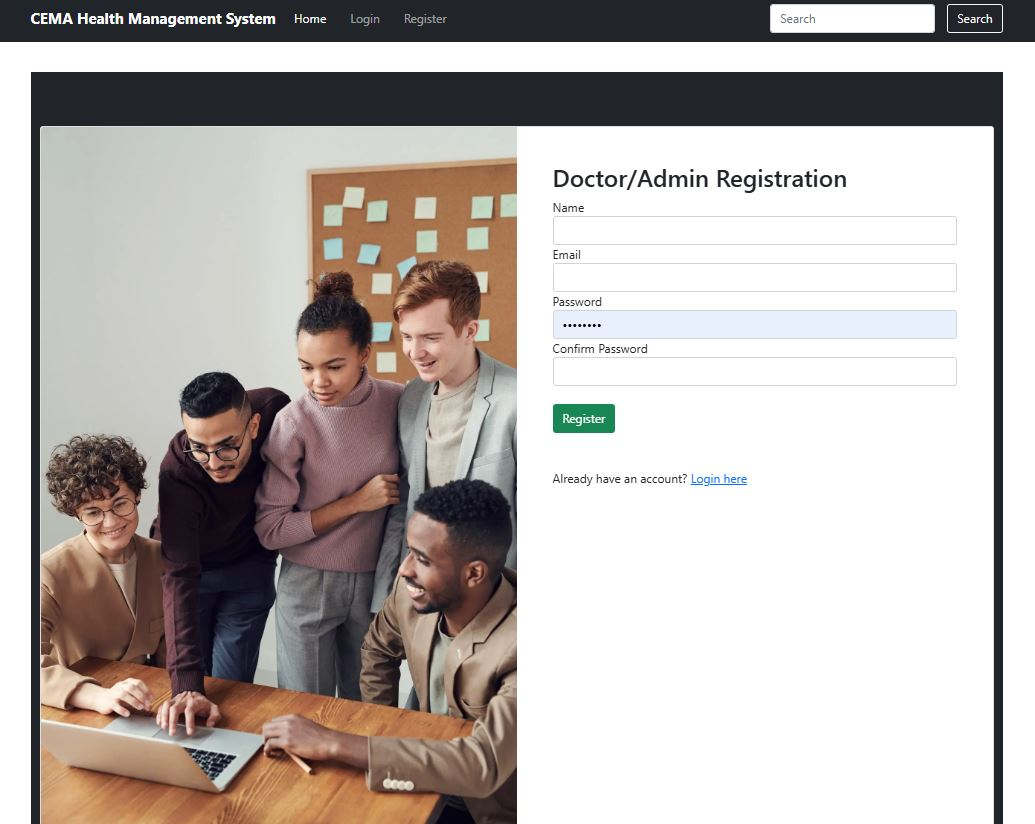 CEMA Health Management System Home Login Register Search Search
Doctor/Admin Registration
Name
Email
Password
••••••••
Confirm Password
Register
Already have an account? Login here